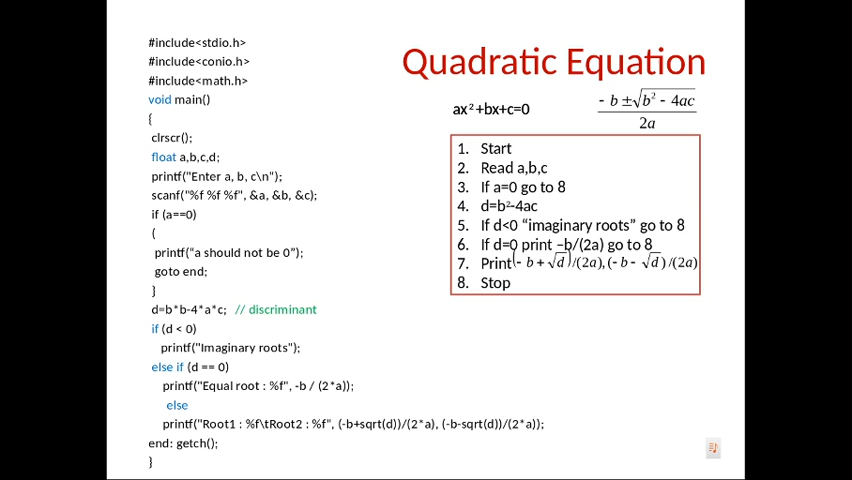 #include<stdio.h>
#include<conio.h>
#include<math.h>
void main()
{
clrscr();
float a,b,c,d;
printf("Enter a, b, c\n");
scanf("%f %f %f", &a, &b, &c);
if (a==0)
(
printf("a should not be 0");
goto end;
}
d=b*b-4*a*c; // discriminant
if (d < 0)
printf("Imaginary roots");
else if (d == 0)
printf("Equal root : %f", -b / (2*a));
else
printf("Root1 : %f\tRoot2 : %f", (-b+sqrt(d))/(2*a), (-b-sqrt(d))/(2*a));
end: getch();
}
Quadratic Equation
ax²+bx+c=0
- b ±√b² - 4ac
2a
1. Start
2. Read a,b,c
3. If a=0 go to 8
4. d=b²-4ac
5. If d<0 “imaginary roots” go to 8
6. If d=0 print –b/(2a) go to 8
7. Print(- b + √d)/(2a),(- b - √d)/(2a)
8. Stop